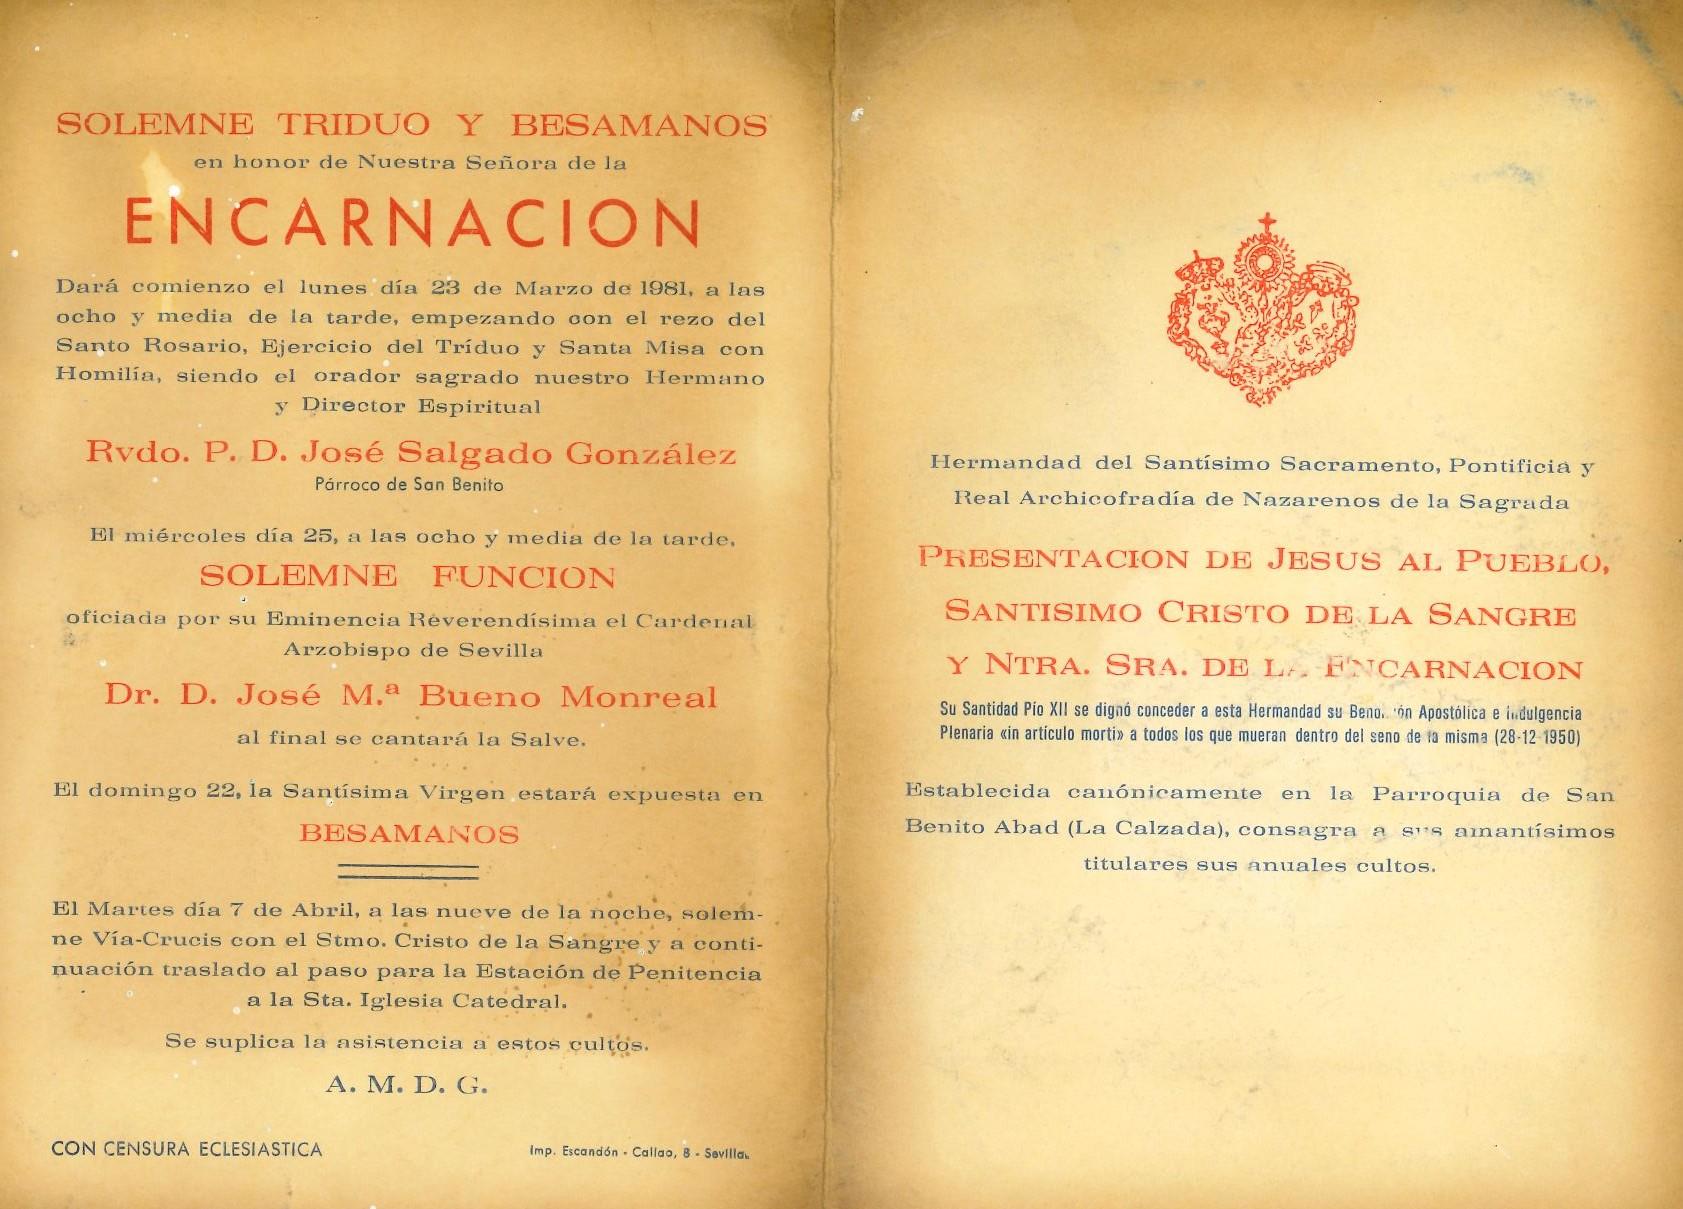 SOLEMNE TRIDUO Y BESAMANOS
en honor de Nuestra Señora de la
ENCARNACION
Dará comienzo el lunes día 23 de Marzo de 1981, a las
ocho y media de la tarde, empezando con el rezo del
Santo Rosario, Ejercicio del Tríduo y Santa Misa con
Homilía, siendo el orador sagrado nuestro Hermano
y Director Espiritual
Rvdo. P. D. José Salgado González
Párroco de San Benito
El miércoles día 25, a las ocho y media de la tarde,
SOLEMNE FUNCION
oficiada por su Eminencia Reverendísima el Cardenal
Arzobispo de Sevilla
Dr. D. José M.ª Bueno Monreal
al final se cantará la Salve.
El domingo 22, la Santísima Virgen estará expuesta en
BESAMANOS
El Martes día 7 de Abril, a las nueve de la noche, solem-
ne Vía-Crucis con el Stmo. Cristo de la Sangre y a conti-
nuación traslado al paso para la Estación de Penitencia
a la Sta. Iglesia Catedral.
Se suplica la asistencia a estos cultos.
A. M. D. G.
CON CENSURA ECLESIASTICA
Imp. Escandón - Callao, 8 - Sevilla
Hermandad del Santísimo Sacramento, Pontificia y
Real Archicofradía de Nazarenos de la Sagrada
PRESENTACION DE JESUS AL PUEBLO,
SANTISIMO CRISTO DE LA SANGRE
Y NTRA. SRA. DE LA ENCARNACION
Su Santidad Pío XII se dignó conceder a esta Hermandad su Bendición Apostólica e indulgencia
Plenaria «in artículo morti» a todos los que mueran dentro del seno de la misma (28-12-1950)
Establecida canónicamente en la Parroquia de San
Benito Abad (La Calzada), consagra a sus amantísimos
titulares sus anuales cultos.